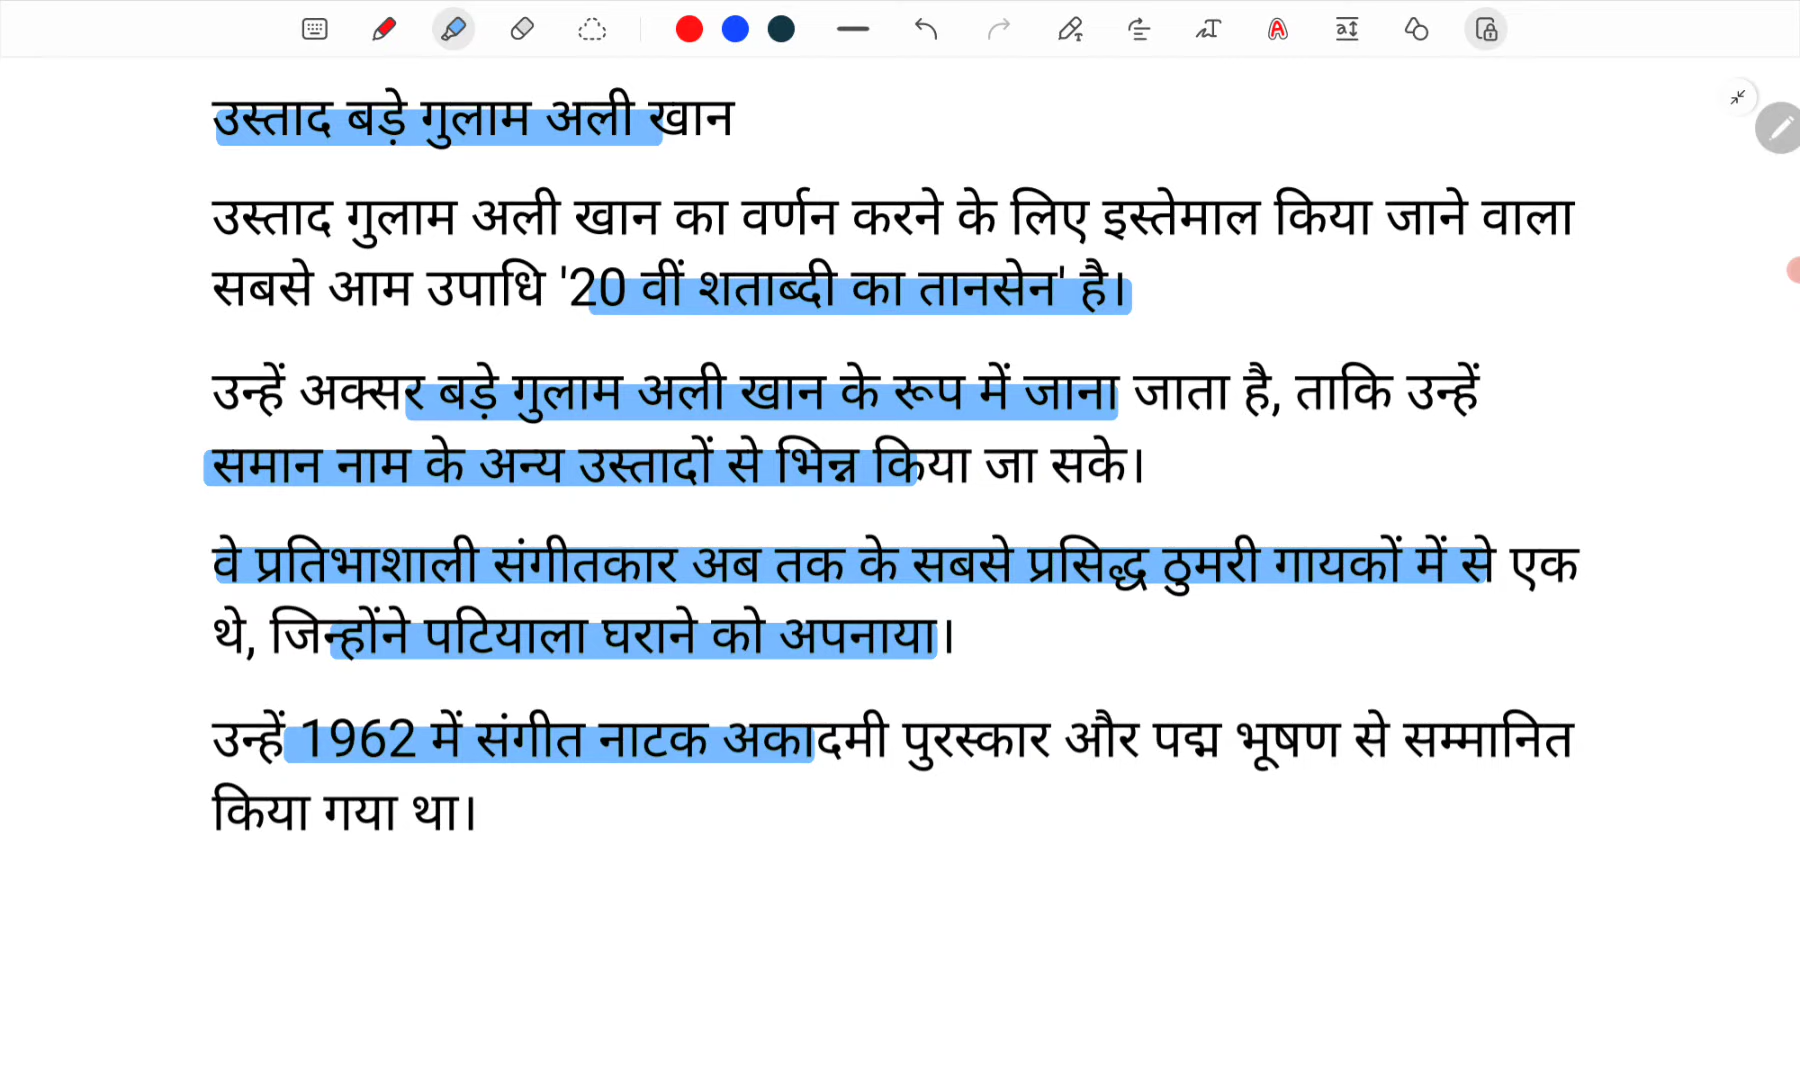 उस्ताद बड़े गुलाम अली खान
उस्ताद गुलाम अली खान का वर्णन करने के लिए इस्तेमाल किया जाने वाला
सबसे आम उपाधि '20 वीं शताब्दी का तानसेन' है।
उन्हें अक्सर बड़े गुलाम अली खान के रूप में जाना जाता है, ताकि उन्हें
समान नाम के अन्य उस्तादों से भिन्न किया जा सके।
वे प्रतिभाशाली संगीतकार अब तक के सबसे प्रसिद्ध ठुमरी गायकों में से एक
थे, जिन्होंने पटियाला घराने को अपनाया।
उन्हें 1962 में संगीत नाटक अकादमी पुरस्कार और पद्म भूषण से सम्मानित
किया गया था।